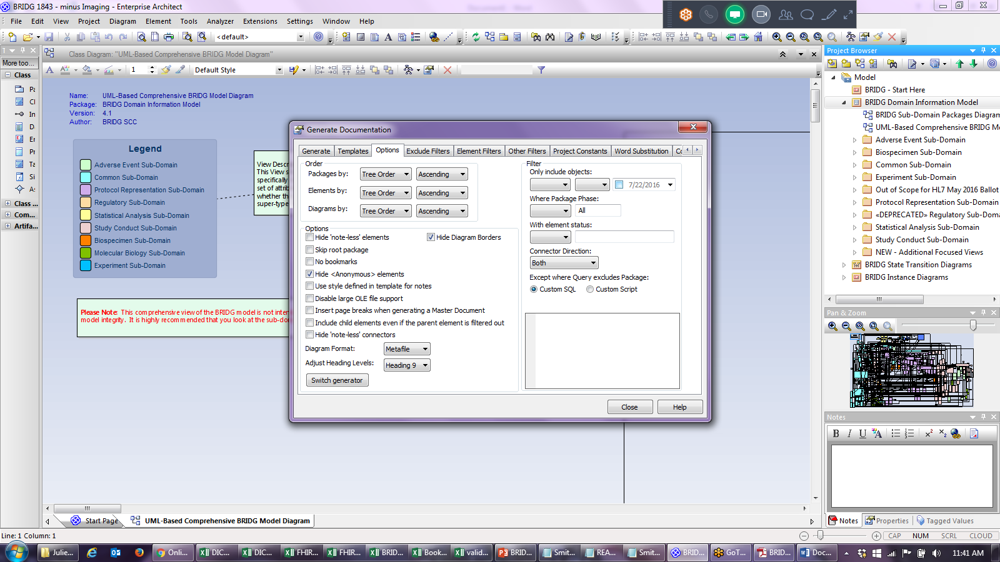 BRIDG 1843 - minus Imaging - Enterprise Architect
File Edit View Project Diagram Element Tools Analyzer Extensions Settings Window Help
<default>
Class Diagram: "UML-Based Comprehensive BRIDG Model Diagram"
1 Default Style
More too...
Class
Pa
Cl
In
D
Er
Pr
Ta
Si
As
Class ...
Com...
Artifa...
Name: UML-Based Comprehensive BRIDG Model Diagram
Package: BRIDG Domain Information Model
Version: 4.1
Author: BRIDG SCC
Legend
Adverse Event Sub-Domain
Common Sub-Domain
Protocol Representation Sub-Domain
Regulatory Sub-Domain
Statistical Analysis Sub-Domain
Study Conduct Sub-Domain
Biospecimen Sub-Domain
Molecular Biology Sub-Domain
Experiment Sub-Domain
View Descr
This View s
specifically
set of attrib
whether th
super-type
Please Note: This comprehensive view of the BRIDG model is not inten
model integrity. It is highly recommended that you look at the sub-do
Generate Documentation
Generate Templates Options Exclude Filters Element Filters Other Filters Project Constants Word Substitution Co
Order
Packages by: Tree Order Ascending
Elements by: Tree Order Ascending
Diagrams by: Tree Order Ascending
Options
Hide 'note-less' elements Hide Diagram Borders
Skip root package
No bookmarks
Hide <Anonymous> elements
Use style defined in template for notes
Disable large OLE file support
Insert page breaks when generating a Master Document
Include child elements even if the parent element is filtered out
Hide 'note-less' connectors
Diagram Format: Metafile
Adjust Heading Levels: Heading 9
Switch generator
Filter
Only include objects:
7/22/2016
Where Package Phase:
All
With element status:
Connector Direction:
Both
Except where Query excludes Package:
Custom SQL Custom Script
Close Help
Project Browser
Model
BRIDG - Start Here
BRIDG Domain Information Model
BRIDG Sub-Domain Packages Diagram
UML-Based Comprehensive BRIDG Mo
Adverse Event Sub-Domain
Biospecimen Sub-Domain
Common Sub-Domain
Experiment Sub-Domain
Out of Scope for HL7 May 2016 Ballot
Protocol Representation Sub-Domain
«DEPRECATED» Regulatory Sub-Doma
Statistical Analysis Sub-Domain
Study Conduct Sub-Domain
NEW - Additional Focused Views
BRIDG State Transition Diagrams
BRIDG Instance Diagrams
Pan & Zoom
Notes
B I U A
Notes Properties Tagged Values
Start Page UML-Based Comprehensive BRIDG Model Diagram
Line: 1 Column: 1
CAP NUM SCRL CLOUD
Julie... Onli... DIC... DIC... FHIR... FHIR... BRID... Book... valid... BRID... Smit... REA... Smit... BRID... GoT... BRID... Doc... 11:41 AM